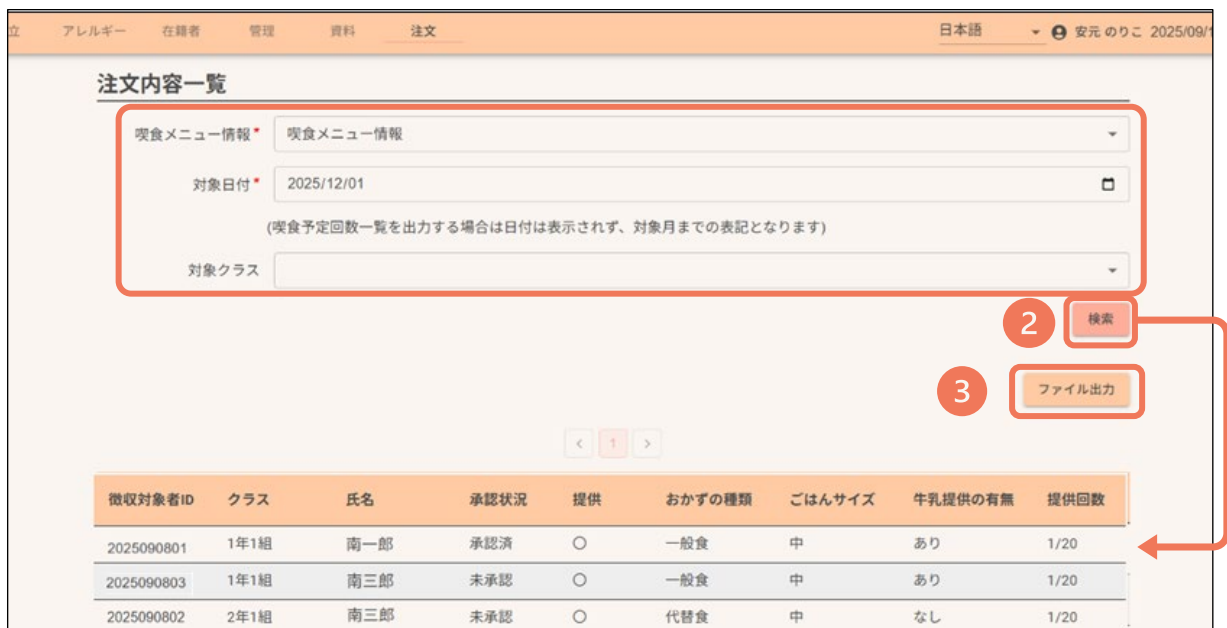 立 アレルギー 在籍者 管理 資料 注文 日本語 安元 のりこ 2025/09/1
注文内容一覧
喫食メニュー情報* 喫食メニュー情報
対象日付* 2025/12/01
(喫食予定回数一覧を出力する場合は日付は表示されず、対象月までの表記となります)
対象クラス
2 検索
3 ファイル出力
< 1 >
徴収対象者ID クラス 氏名 承認状況 提供 おかずの種類 ごはんサイズ 牛乳提供の有無 提供回数
2025090801 1年1組 南一郎 承認済 〇 一般食 中 あり 1/20
2025090803 1年1組 南三郎 未承認 〇 一般食 中 あり 1/20
2025090802 2年1組 南三郎 未承認 〇 代替食 中 なし 1/20